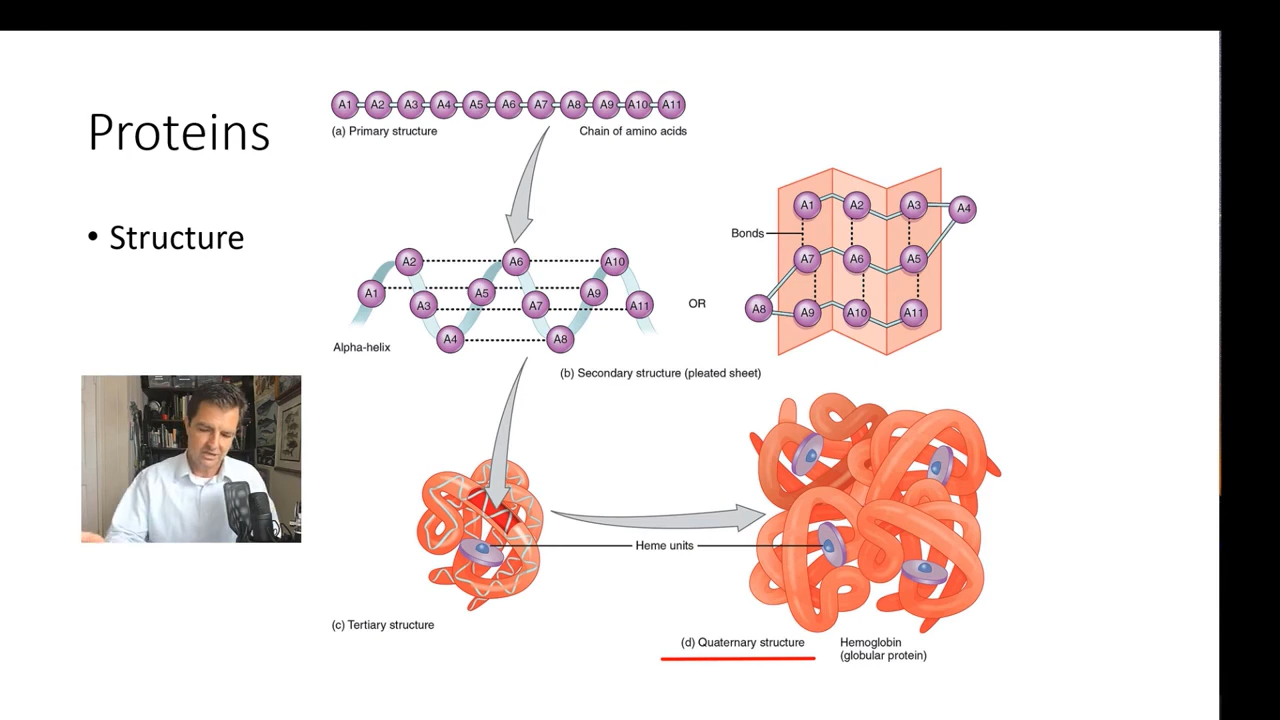 Proteins
• Structure
A1 A2 A3 A4 A5 A6 A7 A8 A9 A10 A11
(a) Primary structure
Chain of amino acids
A2 A6 A10
A1 A5 A9
A3 A7 A11
A4 A8
Alpha-helix
OR
A1 A2 A3 A4
Bonds
A7 A6 A5
A8 A9 A10 A11
(b) Secondary structure (pleated sheet)
Heme units
(c) Tertiary structure
(d) Quaternary structure
Hemoglobin
(globular protein)